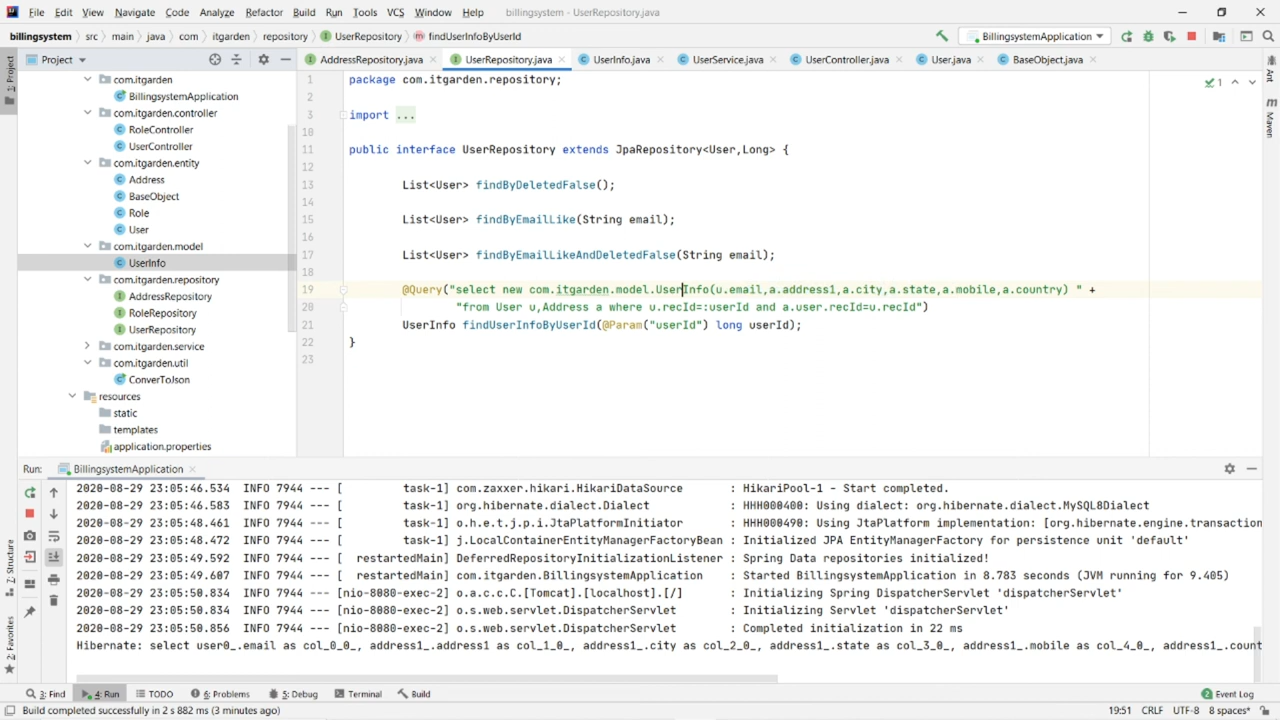 File Edit View Navigate Code Analyze Refactor Build Run Tools VCS Window Help billingsystem - UserRepository.java
billingsystem src main java com itgarden repository UserRepository findUserInfoByUserId BillingsystemApplication
Project AddressRepository.java UserRepository.java UserInfo.java UserService.java UserController.java User.java BaseObject.java
1: Project
Ant
Maven
com.itgarden
BillingsystemApplication
com.itgarden.controller
RoleController
UserController
com.itgarden.entity
Address
BaseObject
Role
User
com.itgarden.model
UserInfo
com.itgarden.repository
AddressRepository
RoleRepository
UserRepository
com.itgarden.service
com.itgarden.util
ConverToJson
resources
static
templates
application.properties
1 package com.itgarden.repository;
2
3 import ...
10
11 public interface UserRepository extends JpaRepository<User,Long> {
12
13 List<User> findByDeletedFalse();
14
15 List<User> findByEmailLike(String email);
16
17 List<User> findByEmailLikeAndDeletedFalse(String email);
18
19 @Query("select new com.itgarden.model.UserInfo(u.email,a.address1,a.city,a.state,a.mobile,a.country) " +
20 "from User u,Address a where u.recId=:userId and a.user.recId=u.recId")
21 UserInfo findUserInfoByUserId(@Param("userId") long userId);
22 }
23
1
Run: BillingsystemApplication
2020-08-29 23:05:46.534 INFO 7944 --- [ task-1] com.zaxxer.hikari.HikariDataSource : HikariPool-1 - Start completed.
2020-08-29 23:05:46.583 INFO 7944 --- [ task-1] org.hibernate.dialect.Dialect : HHH000400: Using dialect: org.hibernate.dialect.MySQL8Dialect
2020-08-29 23:05:48.461 INFO 7944 --- [ task-1] o.h.e.t.j.p.i.JtaPlatformInitiator : HHH000490: Using JtaPlatform implementation: [org.hibernate.engine.transaction
2020-08-29 23:05:48.472 INFO 7944 --- [ task-1] j.LocalContainerEntityManagerFactoryBean : Initialized JPA EntityManagerFactory for persistence unit 'default'
2020-08-29 23:05:49.592 INFO 7944 --- [ restartedMain] DeferredRepositoryInitializationListener : Spring Data repositories initialized!
2020-08-29 23:05:49.607 INFO 7944 --- [ restartedMain] com.itgarden.BillingsystemApplication : Started BillingsystemApplication in 8.783 seconds (JVM running for 9.405)
2020-08-29 23:05:50.834 INFO 7944 --- [nio-8080-exec-2] o.a.c.c.C.[Tomcat].[localhost].[/] : Initializing Spring DispatcherServlet 'dispatcherServlet'
2020-08-29 23:05:50.834 INFO 7944 --- [nio-8080-exec-2] o.s.web.servlet.DispatcherServlet : Initializing Servlet 'dispatcherServlet'
2020-08-29 23:05:50.856 INFO 7944 --- [nio-8080-exec-2] o.s.web.servlet.DispatcherServlet : Completed initialization in 22 ms
Hibernate: select user0_.email as col_0_0_, address1_.address1 as col_1_0_, address1_.city as col_2_0_, address1_.state as col_3_0_, address1_.mobile as col_4_0_, address1_.count
Z: Structure
2: Favorites
3: Find 4: Run TODO 6: Problems 5: Debug Terminal Build 2 Event Log
Build completed successfully in 2 s 882 ms (3 minutes ago) 19:51 CRLF UTF-8 8 spaces*